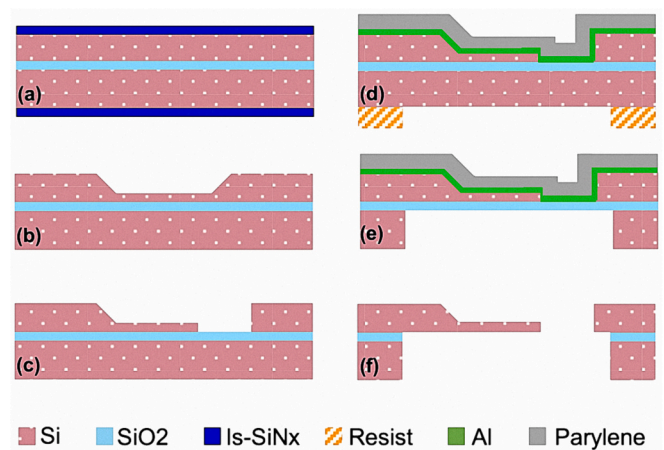 (a)
(b)
(c)
(d)
(e)
(f)
Si SiO2 ls-SiNx Resist Al Parylene